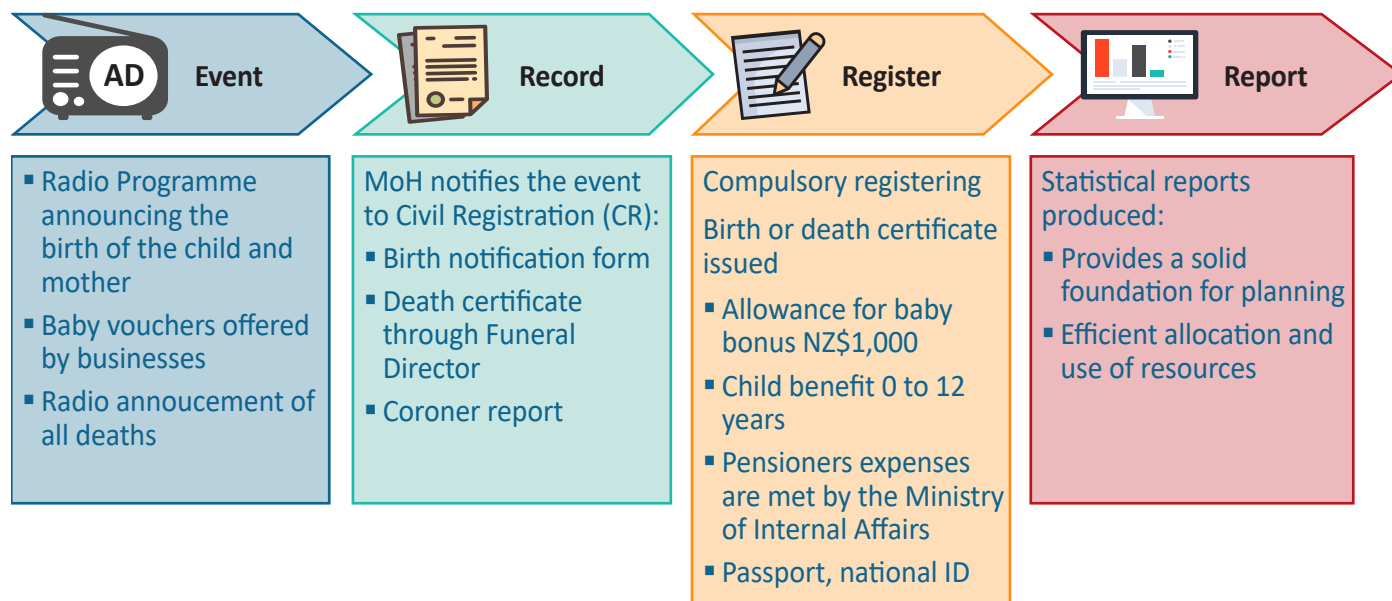 AD
Event
Record
Register
Report
▪ Radio Programme
announcing the
birth of the child and
mother
▪ Baby vouchers offered
by businesses
▪ Radio annoucement of
all deaths
MoH notifies the event
to Civil Registration (CR):
▪ Birth notification form
▪ Death certificate
through Funeral
Director
▪ Coroner report
Compulsory registering
Birth or death certificate
issued
▪ Allowance for baby
bonus NZ$1,000
▪ Child benefit 0 to 12
years
▪ Pensioners expenses
are met by the Ministry
of Internal Affairs
▪ Passport, national ID
Statistical reports
produced:
▪ Provides a solid
foundation for planning
▪ Efficient allocation and
use of resources